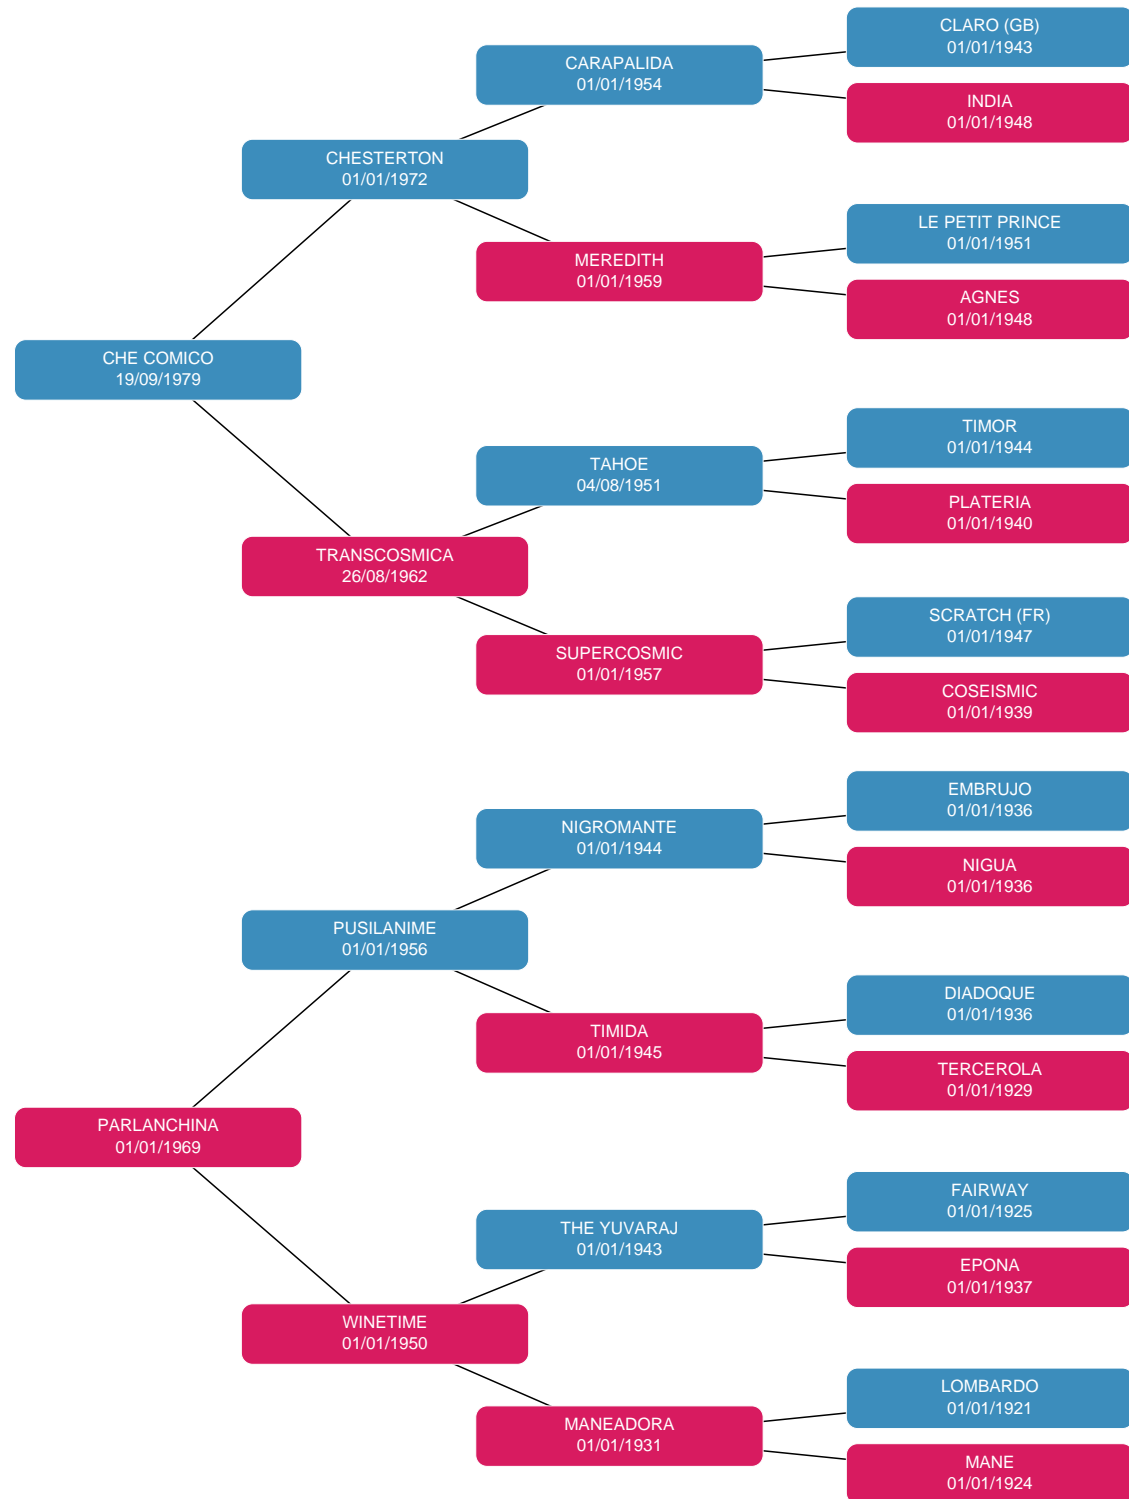 CLARO (GB)
01/01/1943
CARAPALIDA
01/01/1954
INDIA
01/01/1948
CHESTERTON
01/01/1972
LE PETIT PRINCE
01/01/1951
MEREDITH
01/01/1959
AGNES
01/01/1948
CHE COMICO
19/09/1979
TIMOR
01/01/1944
TAHOE
04/08/1951
PLATERIA
01/01/1940
TRANSCOSMICA
26/08/1962
SCRATCH (FR)
01/01/1947
SUPERCOSMIC
01/01/1957
COSEISMIC
01/01/1939
EMBRUJO
01/01/1936
NIGROMANTE
01/01/1944
NIGUA
01/01/1936
PUSILANIME
01/01/1956
DIADOQUE
01/01/1936
TIMIDA
01/01/1945
TERCEROLA
01/01/1929
PARLANCHINA
01/01/1969
FAIRWAY
01/01/1925
THE YUVARAJ
01/01/1943
EPONA
01/01/1937
WINETIME
01/01/1950
LOMBARDO
01/01/1921
MANEADORA
01/01/1931
MANE
01/01/1924